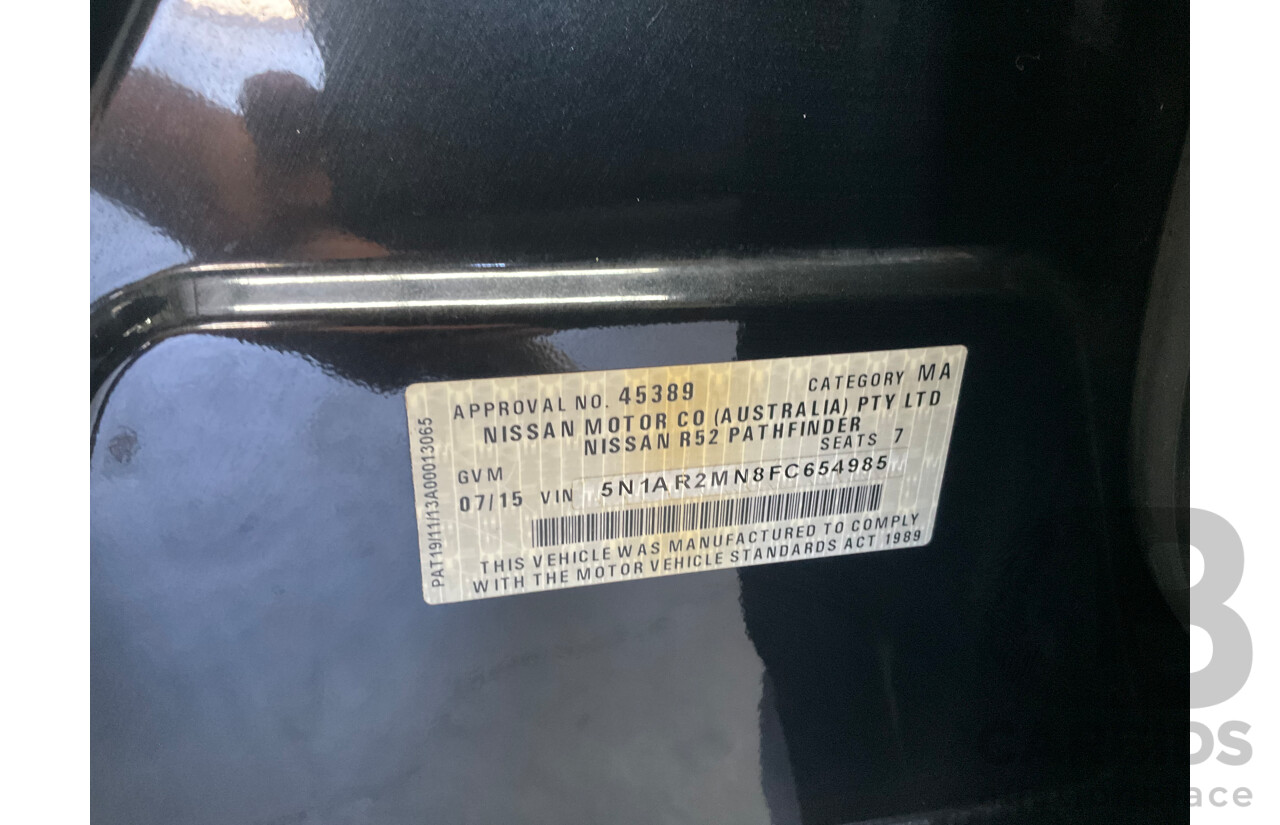 APPROVAL NO. 45389 CATEGORY MA
NISSAN MOTOR CO (AUSTRALIA) PTY LTD
NISSAN R52 PATHFINDER
SEATS 7
GVM
07/15 VIN 5N1AR2MN8FC654985
THIS VEHICLE WAS MANUFACTURED TO COMPLY
WITH THE MOTOR VEHICLE STANDARDS ACT 1989
PAT19/11/13A00013065